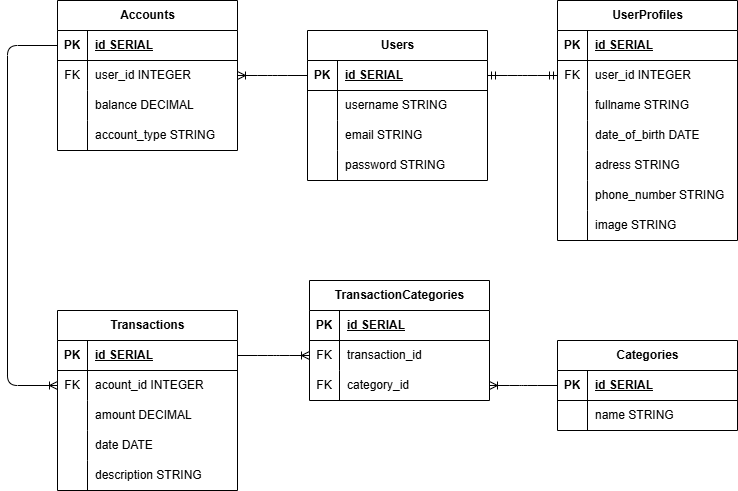 Accounts
PK id SERIAL
FK user_id INTEGER
balance DECIMAL
account_type STRING
Users
PK id SERIAL
username STRING
email STRING
password STRING
UserProfiles
PK id SERIAL
FK user_id INTEGER
fullname STRING
date_of_birth DATE
adress STRING
phone_number STRING
image STRING
Transactions
PK id SERIAL
FK acount_id INTEGER
amount DECIMAL
date DATE
description STRING
TransactionCategories
PK id SERIAL
FK transaction_id
FK category_id
Categories
PK id SERIAL
name STRING